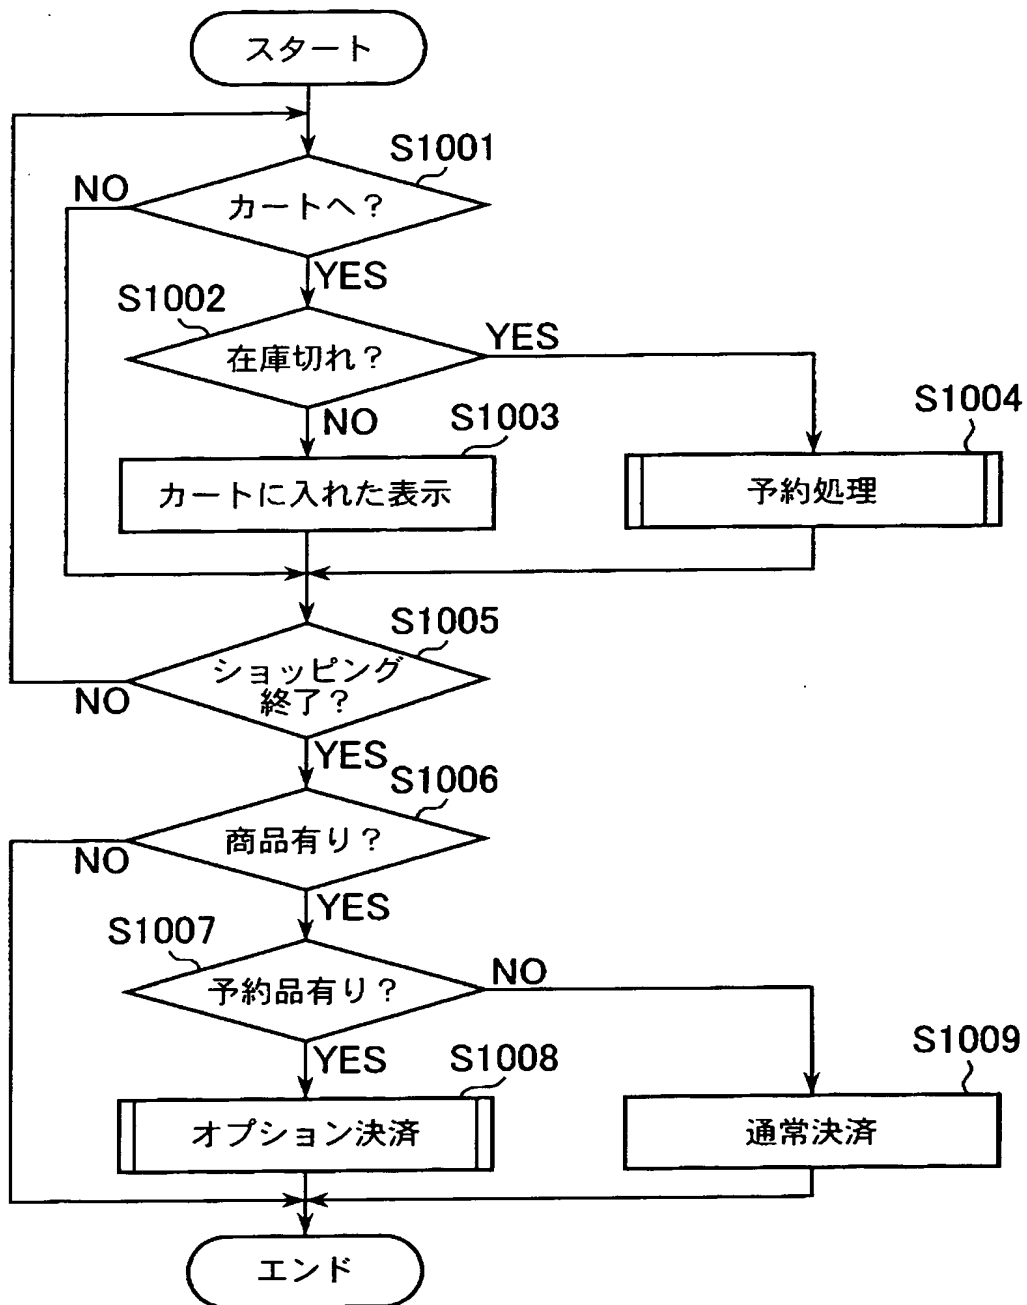 スタート
S1001
NO
カートへ？
YES
S1002
在庫切れ？
YES
NO
S1003
カートに入れた表示
S1004
予約処理
S1005
ショッピング
終了？
NO
YES
S1006
商品有り？
NO
YES
S1007
予約品有り？
NO
YES
S1008
オプション決済
S1009
通常決済
エンド